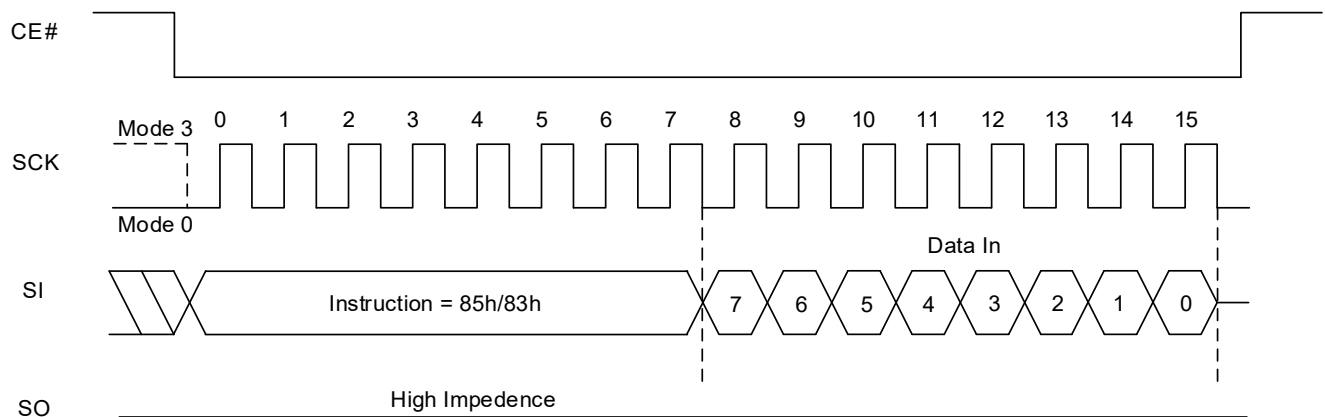 CE#
0 1 2 3 4 5 6 7 8 9 10 11 12 13 14 15
Mode 3
SCK
Mode 0
Data In
SI
Instruction = 85h/83h 7 6 5 4 3 2 1 0
High Impedence
SO